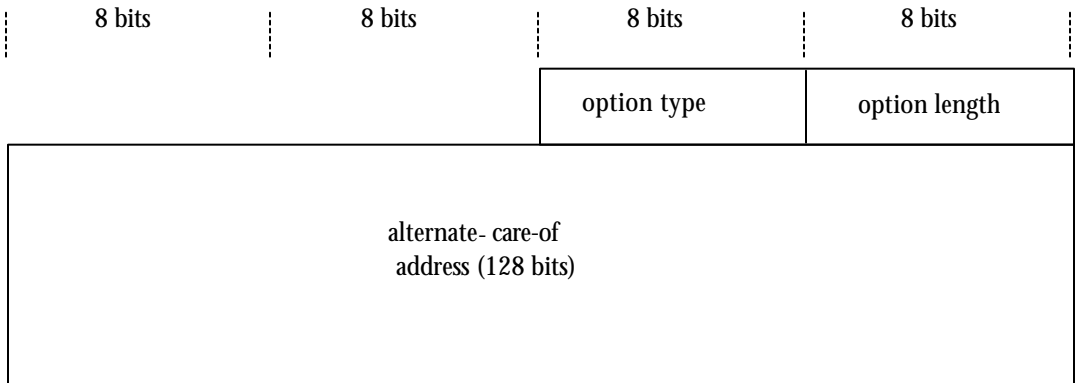 8 bits 8 bits 8 bits 8 bits
option type option length
alternate- care-of
address (128 bits)